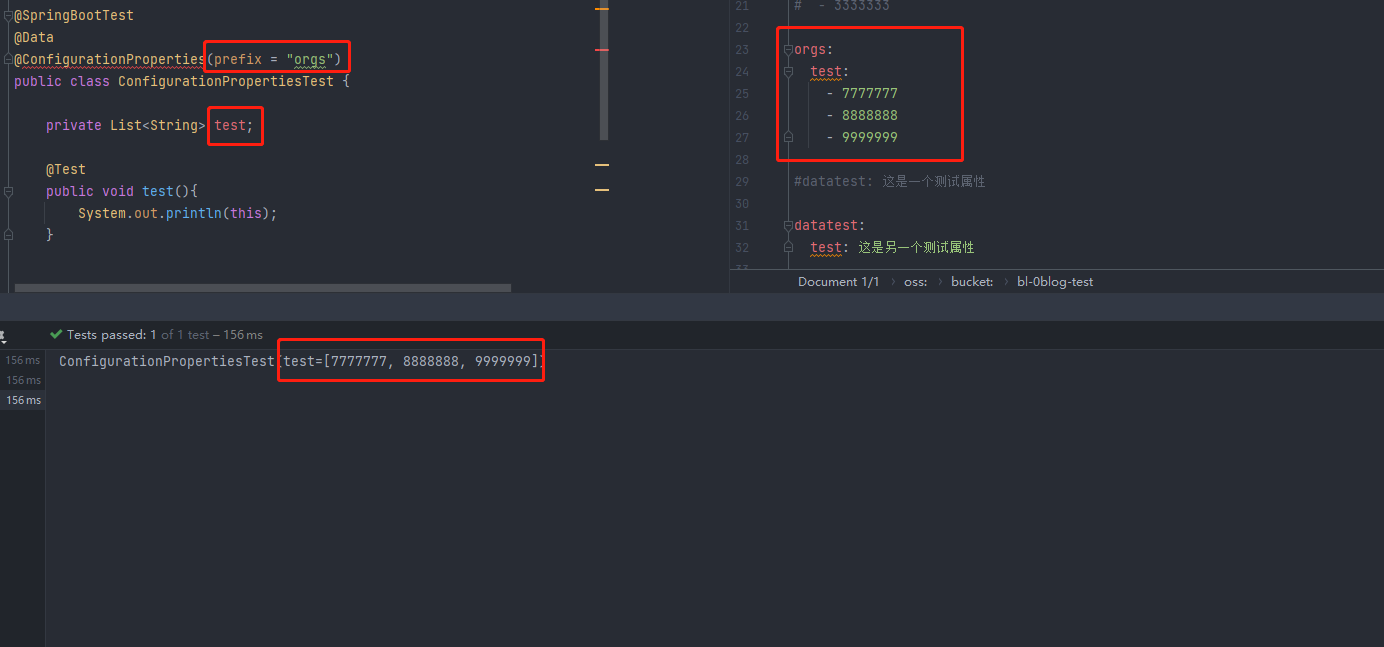 @SpringBootTest
@Data
@ConfigurationProperties(prefix = "orgs")
public class ConfigurationPropertiesTest {
private List<String> test;
@Test
public void test(){
System.out.println(this);
}
21 # - 3333333
22
23 orgs:
24 test:
25 - 7777777
26 - 8888888
27 - 9999999
28
29 #datatest: 这是一个测试属性
30
31 datatest:
32 test: 这是另一个测试属性
33
Document 1/1 › oss: › bucket: › bl-0blog-test
Tests passed: 1 of 1 test – 156 ms
156 ms
156 ms
156 ms
ConfigurationPropertiesTest(test=[7777777, 8888888, 9999999])